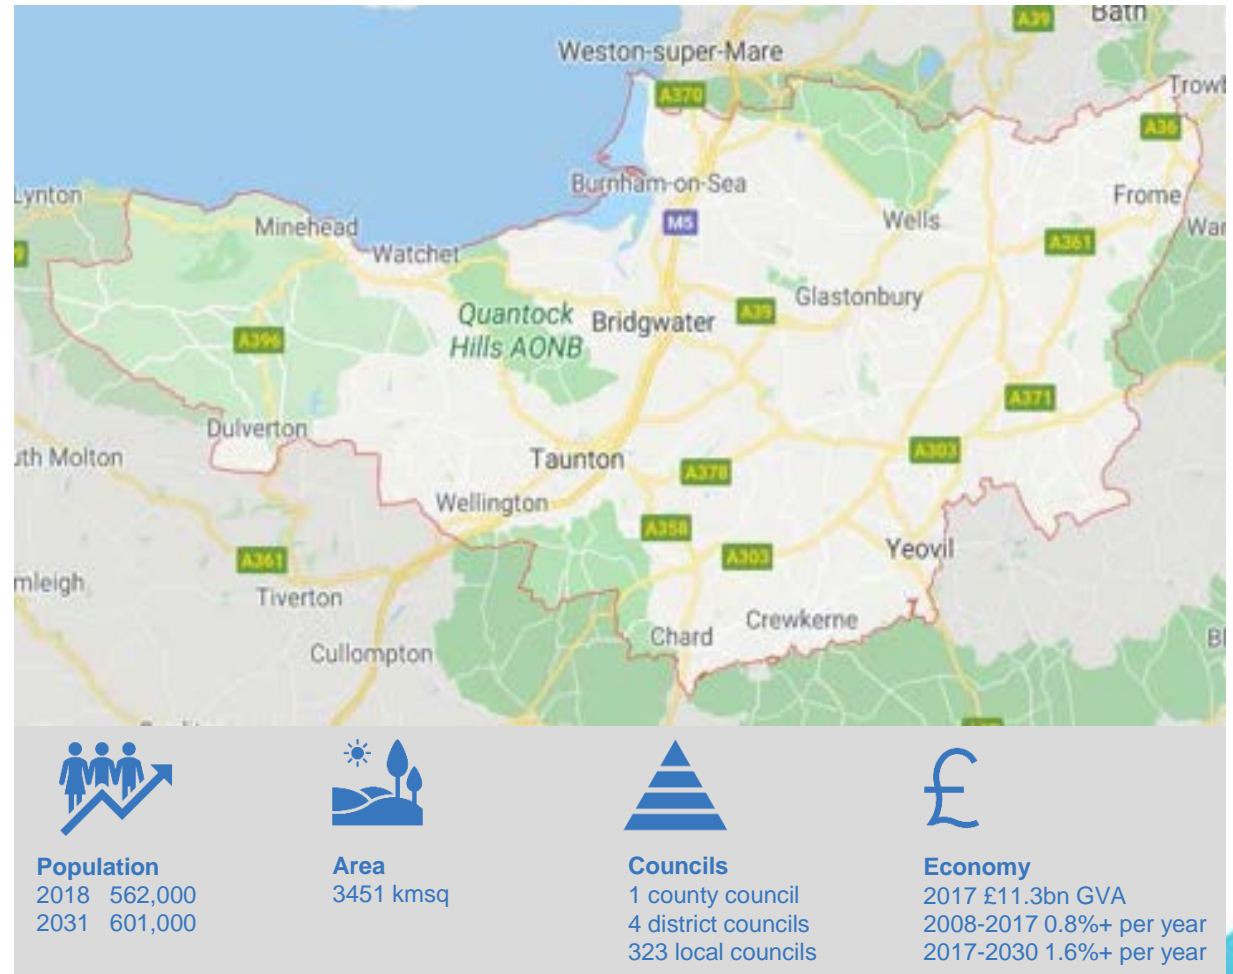 Bath
A39
Weston-super-Mare
A370
A36
Lynton
Burnham-on-Sea
Frome
Minehead
M5
Wells
A361
Watchet
Glastonbury
Quantock
Hills AONB
Bridgwater
A39
A396
A371
Dulverton
A303
Taunton
A378
Wellington
A358
A303
Yeovil
A361
Tiverton
Crewkerne
Chard
Cullompton
Population
2018 562,000
2031 601,000
Area
3451 kmsq
Councils
1 county council
4 district councils
323 local councils
Economy
2017 £11.3bn GVA
2008-2017 0.8%+ per year
2017-2030 1.6%+ per year